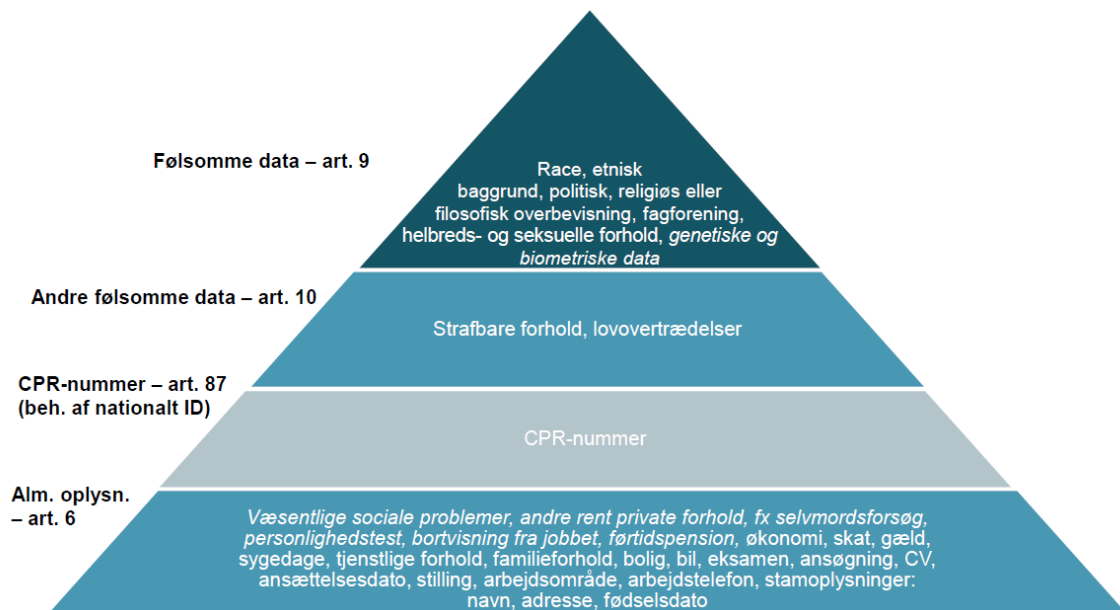 Følsomme data – art. 9
Race, etnisk
baggrund, politisk, religiøs eller
filosofisk overbevisning, fagforening,
helbreds- og seksuelle forhold, genetiske og
biometriske data
Andre følsomme data – art. 10
Strafbare forhold, lovovertrædelser
CPR-nummer – art. 87
(beh. af nationalt ID)
CPR-nummer
Alm. oplysn.
– art. 6
Væsentlige sociale problemer, andre rent private forhold, fx selvmordsforsøg,
personlighedstest, bortvisning fra jobbet, førtidspension, økonomi, skat, gæld,
sygedage, tjenstlige forhold, familieforhold, bolig, bil, eksamen, ansøgning, CV,
ansættelsesdato, stilling, arbejdsområde, arbejdstelefon, stamoplysninger:
navn, adresse, fødselsdato